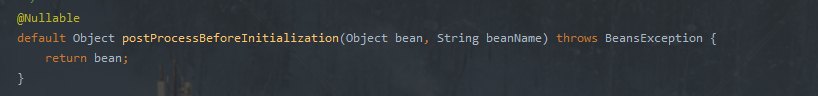 @Nullable
default Object postProcessBeforeInitialization(Object bean, String beanName) throws BeansException {
    return bean;
}